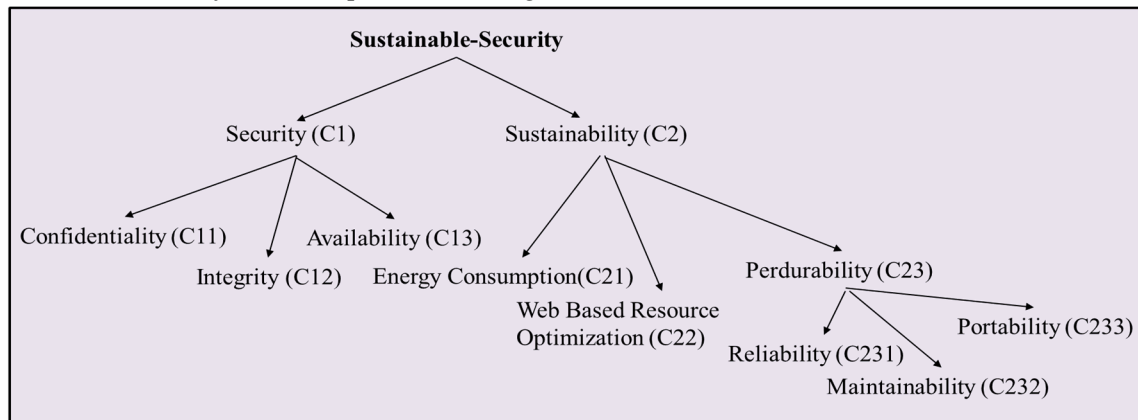 Sustainable-Security
Security (C1)
Sustainability (C2)
Confidentiality (C11)
Integrity (C12)
Availability (C13)
Energy Consumption(C21)
Web Based Resource
Optimization (C22)
Perdurability (C23)
Reliability (C231)
Maintainability (C232)
Portability (C233)